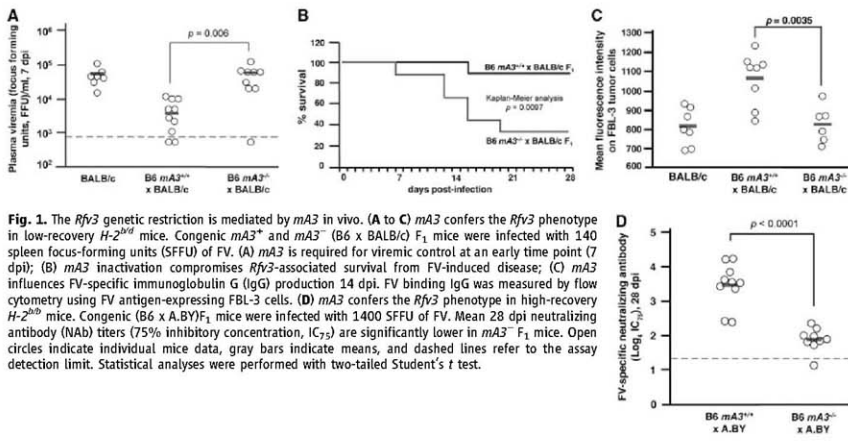 A
Plasma viremia (focus forming
units, FFU)/ml, 7 dpi)
10⁶
10⁵
10⁴
10³
10²
p = 0.006
BALB/c
B6 mA3+/+
x BALB/c
B6 mA3-/-
x BALB/c
B
% survival
120
100
80
60
40
20
0
B6 mA3+/+ x BALB/c F₁
Kaplan-Meier analysis
p = 0.0097
B6 mA3-/- x BALB/c F₁
0 7 14 21 28
days post-infection
C
Mean fluorescence intensity
on FBL-3 tumor cells
1300
1200
1100
1000
900
800
700
600
p = 0.0035
BALB/c
B6 mA3+/+
x BALB/c
B6 mA3-/-
x BALB/c
Fig. 1. The Rfv3 genetic restriction is mediated by mA3 in vivo. (A to C) mA3 confers the Rfv3 phenotype
in low-recovery H-2b/d mice. Congenic mA3+ and mA3− (B6 x BALB/c) F₁ mice were infected with 140
spleen focus-forming units (SFFU) of FV. (A) mA3 is required for viremic control at an early time point (7
dpi); (B) mA3 inactivation compromises Rfv3-associated survival from FV-induced disease; (C) mA3
influences FV-specific immunoglobulin G (IgG) production 14 dpi. FV binding IgG was measured by flow
cytometry using FV antigen-expressing FBL-3 cells. (D) mA3 confers the Rfv3 phenotype in high-recovery
H-2b/b mice. Congenic (B6 x A.BY)F₁ mice were infected with 1400 SFFU of FV. Mean 28 dpi neutralizing
antibody (NAb) titers (75% inhibitory concentration, IC₇₅) are significantly lower in mA3− F₁ mice. Open
circles indicate individual mice data, gray bars indicate means, and dashed lines refer to the assay
detection limit. Statistical analyses were performed with two-tailed Student's t test.
D
FV-specific neutralizing antibody
(Log₂ IC₇₅), 28 dpi
5
4
3
2
1
0
p < 0.0001
B6 mA3+/+
x A.BY
B6 mA3-/-
x A.BY